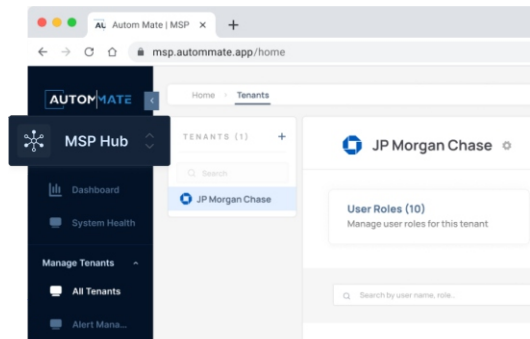 Autom Mate | MSP
msp.autommate.app/home
AUTOMMATE
Home > Tenants
MSP Hub
TENANTS (1) +
JP Morgan Chase
Search
Dashboard
JP Morgan Chase
User Roles (10)
System Health
Manage user roles for this tenant
Manage Tenants
All Tenants
Search by user name, role..
Alert Mana...